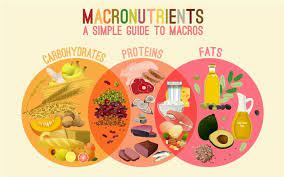 MACRONUTRIENTS
A SIMPLE GUIDE TO MACROS
CARBOHYDRATES
PROTEINS
FATS